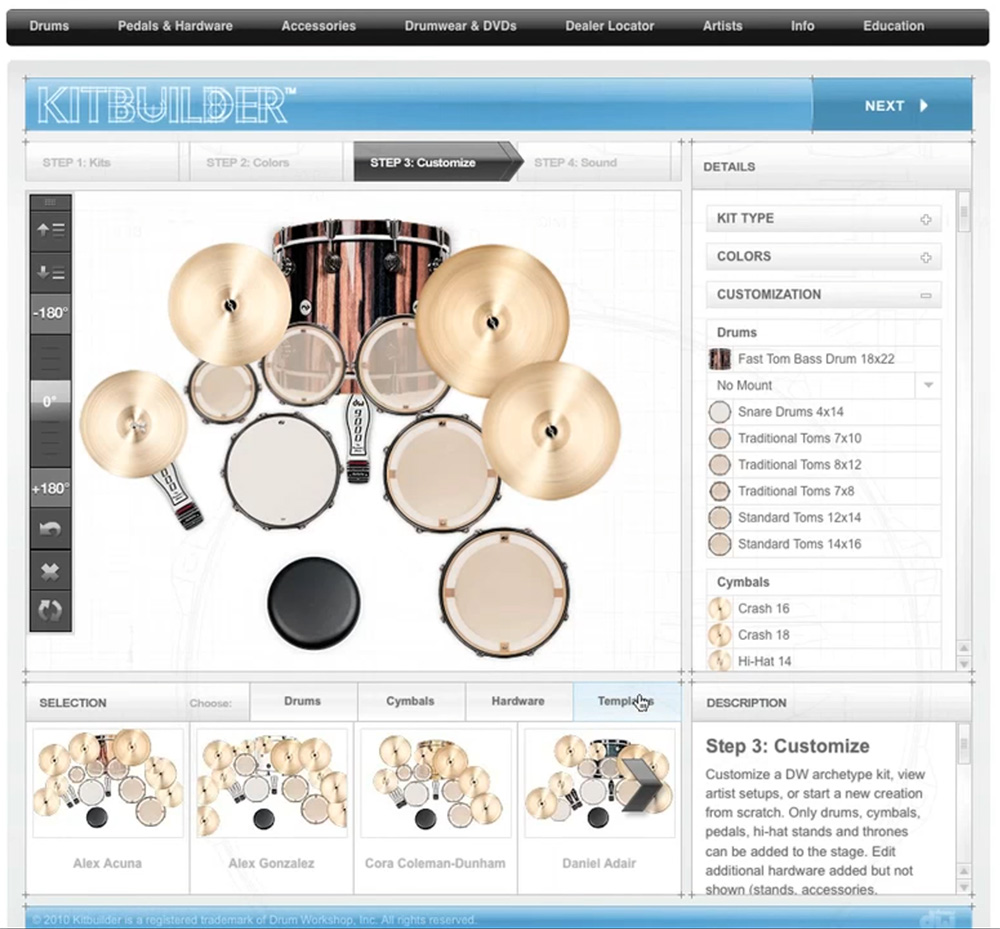 Drums Pedals & Hardware Accessories Drumwear & DVDs Dealer Locator Artists Info Education
KITBUILDER™
NEXT
STEP 1: Kits STEP 2: Colors STEP 3: Customize STEP 4: Sound
DETAILS
KIT TYPE
COLORS
CUSTOMIZATION
Drums
Fast Tom Bass Drum 18x22
No Mount
Snare Drums 4x14
Traditional Toms 7x10
Traditional Toms 8x12
Traditional Toms 7x8
Standard Toms 12x14
Standard Toms 14x16
Cymbals
Crash 16
Crash 18
Hi-Hat 14
-180°
0°
+180°
dw
9000
SELECTION Choose: Drums Cymbals Hardware
Alex Acuna Alex Gonzalez Cora Coleman-Dunham Daniel Adair
DESCRIPTION
Step 3: Customize
Customize a DW archetype kit, view
artist setups, or start a new creation
from scratch. Only drums, cymbals,
pedals, hi-hat stands and thrones
can be added to the stage. Edit
additional hardware added but not
shown (stands, accessories,
© 2010 Kitbuilder is a registered trademark of Drum Workshop, Inc. All rights reserved.